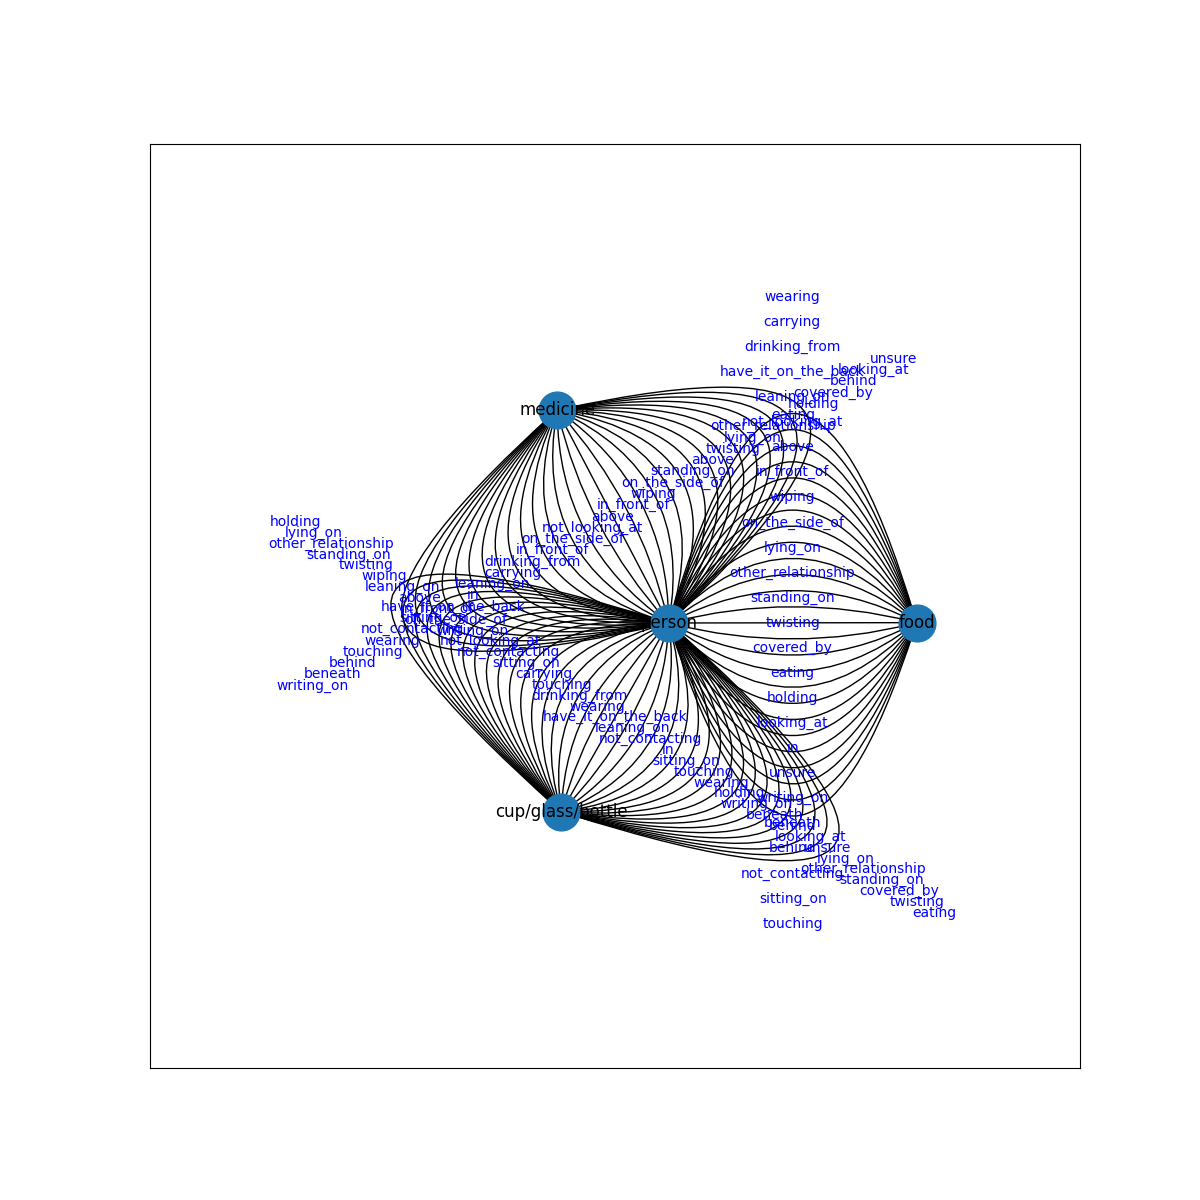 wearing
carrying
drinking_from
unsure
have_it_on_the_back
looking_at
behind
covered_by
leaning_on
holding
medicine
eating
not_looking_at
other_relationship
lying_on
above
twisting
above
standing_on
in_front_of
on_the_side_of
wiping
wiping
in_front_of
above
holding
on_the_side_of
not_looking_at
lying_on
on_the_side_of
other_relationship
lying_on
in_front_of
standing_on
drinking_from
twisting
carrying
other_relationship
wiping
leaning_on
leaning_on
in
above
standing_on
have_it_on_the_back
in_front_of
on_the_side_of
sitting_on
person
food
twisting
not_contacting
writing_on
wearing
not_looking_at
covered_by
touching
not_contacting
behind
sitting_on
beneath
carrying
eating
writing_on
touching
drinking_from
holding
wearing
have_it_on_the_back
looking_at
leaning_on
not_contacting
in
in
sitting_on
touching
unsure
wearing
holding
writing_on
writing_on
cup/glass/bottle
beneath
beneath
behind
looking_at
behind
unsure
lying_on
other_relationship
not_contacting
standing_on
covered_by
sitting_on
twisting
eating
touching